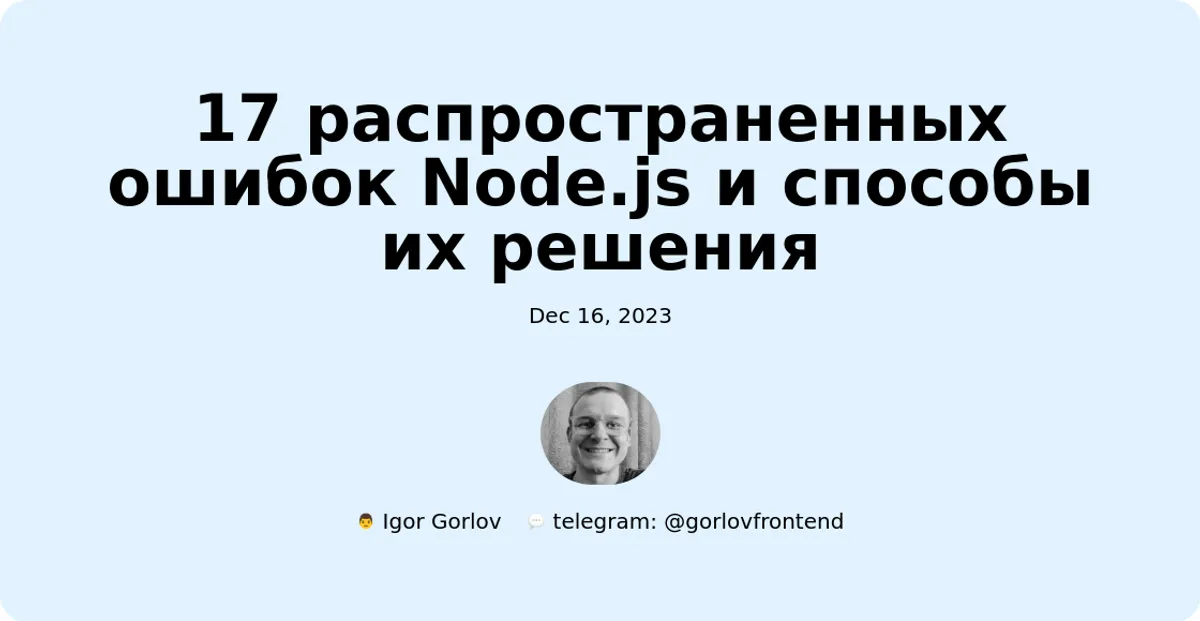 17 распространенных
ошибок Node.js и способы
их решения
Dec 16, 2023
👨 Igor Gorlov 💬 telegram: @gorlovfrontend